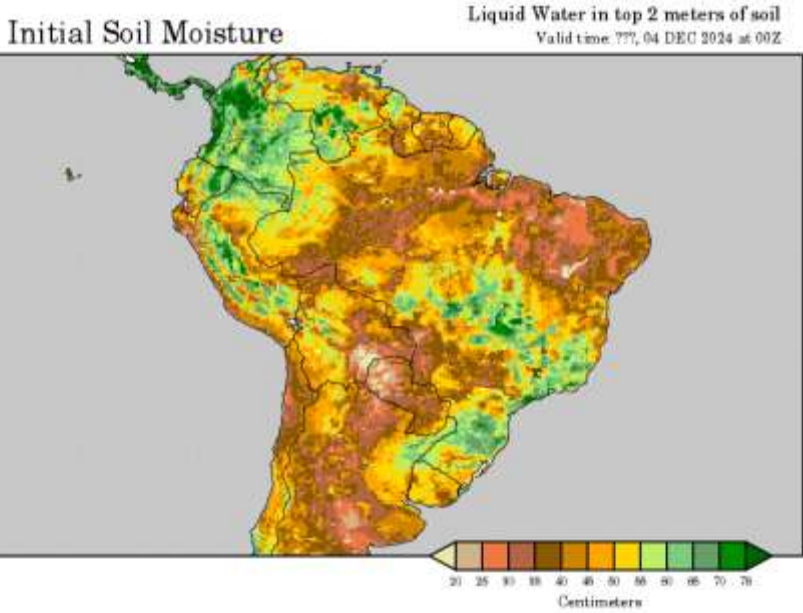 Initial Soil Moisture
Liquid Water in top 2 meters of soil
Valid time ???, 04 DEC 2024 at 00Z
20 25 30 35 40 45 50 55 60 65 70 75
Centimeters